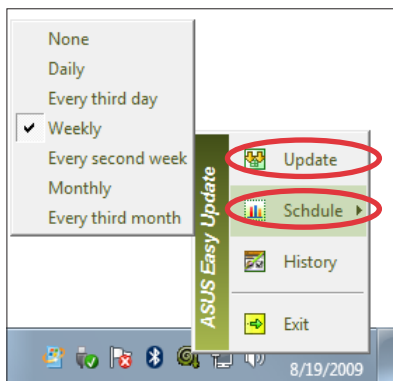 None
Daily
Every third day
Weekly
Every second week
Monthly
Every third month
ASUS Easy Update
Update
Schdule
History
Exit
8/19/2009